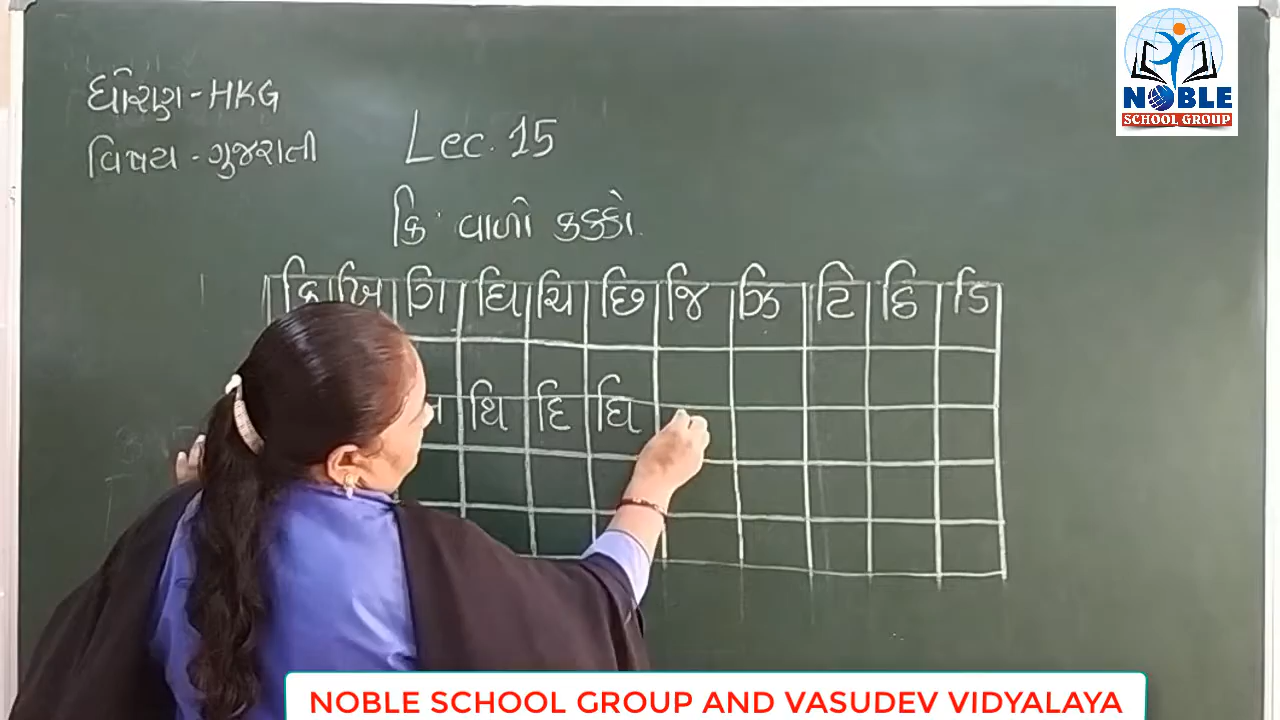 ધોરણ - HKG
વિષય - ગુજરાતી
Lec. 15
કિ વાળો કક્કો.
કિ ખિ ગિ ઘિ ચિ છિ જિ ઝિ ટિ ઠિ ડિ
થિ દિ ધિ
NOBLE
SCHOOL GROUP
NOBLE SCHOOL GROUP AND VASUDEV VIDYALAYA